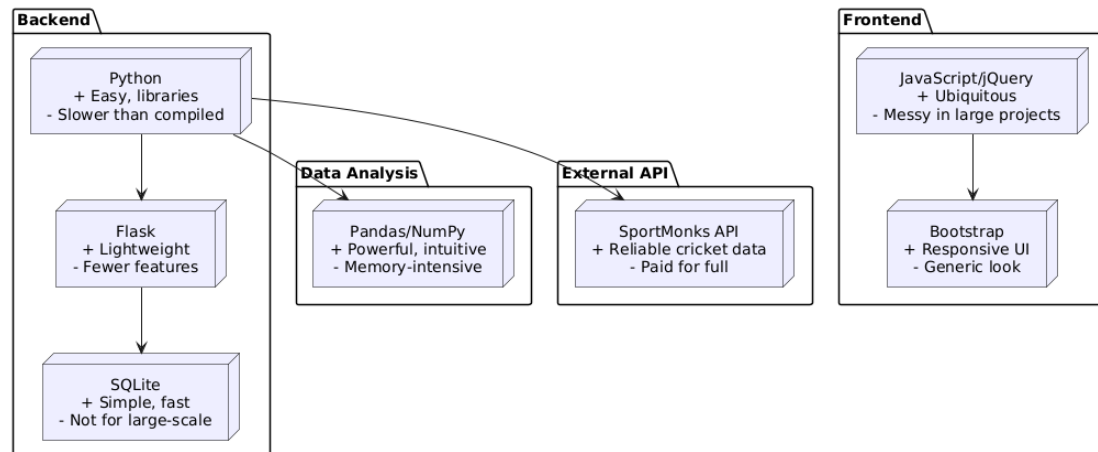 Backend
Python
+ Easy, libraries
- Slower than compiled
Flask
+ Lightweight
- Fewer features
SQLite
+ Simple, fast
- Not for large-scale
Data Analysis
Pandas/NumPy
+ Powerful, intuitive
- Memory-intensive
External API
SportMonks API
+ Reliable cricket data
- Paid for full
Frontend
JavaScript/jQuery
+ Ubiquitous
- Messy in large projects
Bootstrap
+ Responsive UI
- Generic look